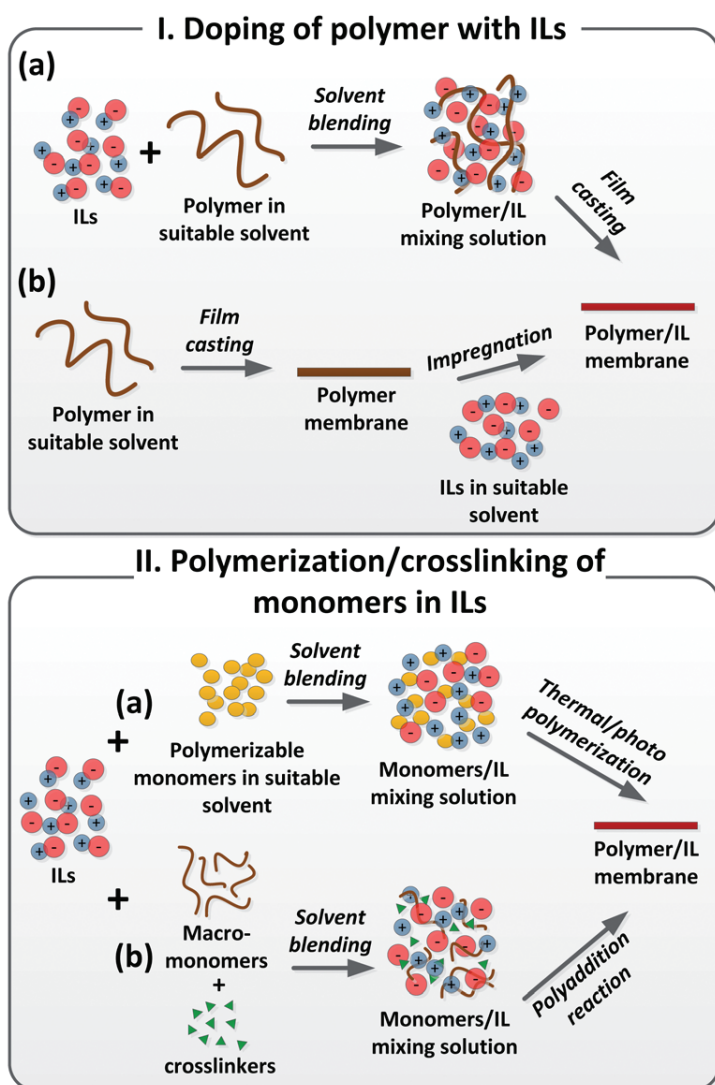 I. Doping of polymer with ILs
(a)
ILs
+
Polymer in
suitable solvent
Solvent
blending
Polymer/IL
mixing solution
Film
casting
(b)
Polymer in
suitable solvent
Film
casting
Polymer
membrane
Impregnation
ILs in suitable
solvent
Polymer/IL
membrane
II. Polymerization/crosslinking of
monomers in ILs
ILs
+
(a)
Polymerizable
monomers in suitable
solvent
Solvent
blending
Monomers/IL
mixing solution
Thermal/photo
polymerization
+
(b)
Macro-
monomers
+
crosslinkers
Solvent
blending
Monomers/IL
mixing solution
Polyaddition
reaction
Polymer/IL
membrane